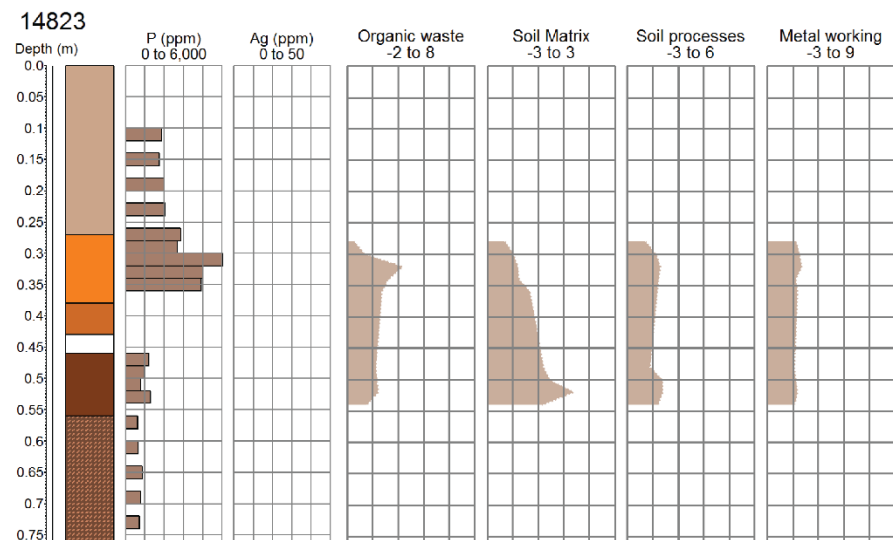 14823
Depth (m)
P (ppm)
0 to 6,000
Ag (ppm)
0 to 50
Organic waste
-2 to 8
Soil Matrix
-3 to 3
Soil processes
-3 to 6
Metal working
-3 to 9
0.0
0.05
0.1
0.15
0.2
0.25
0.3
0.35
0.4
0.45
0.5
0.55
0.6
0.65
0.7
0.75